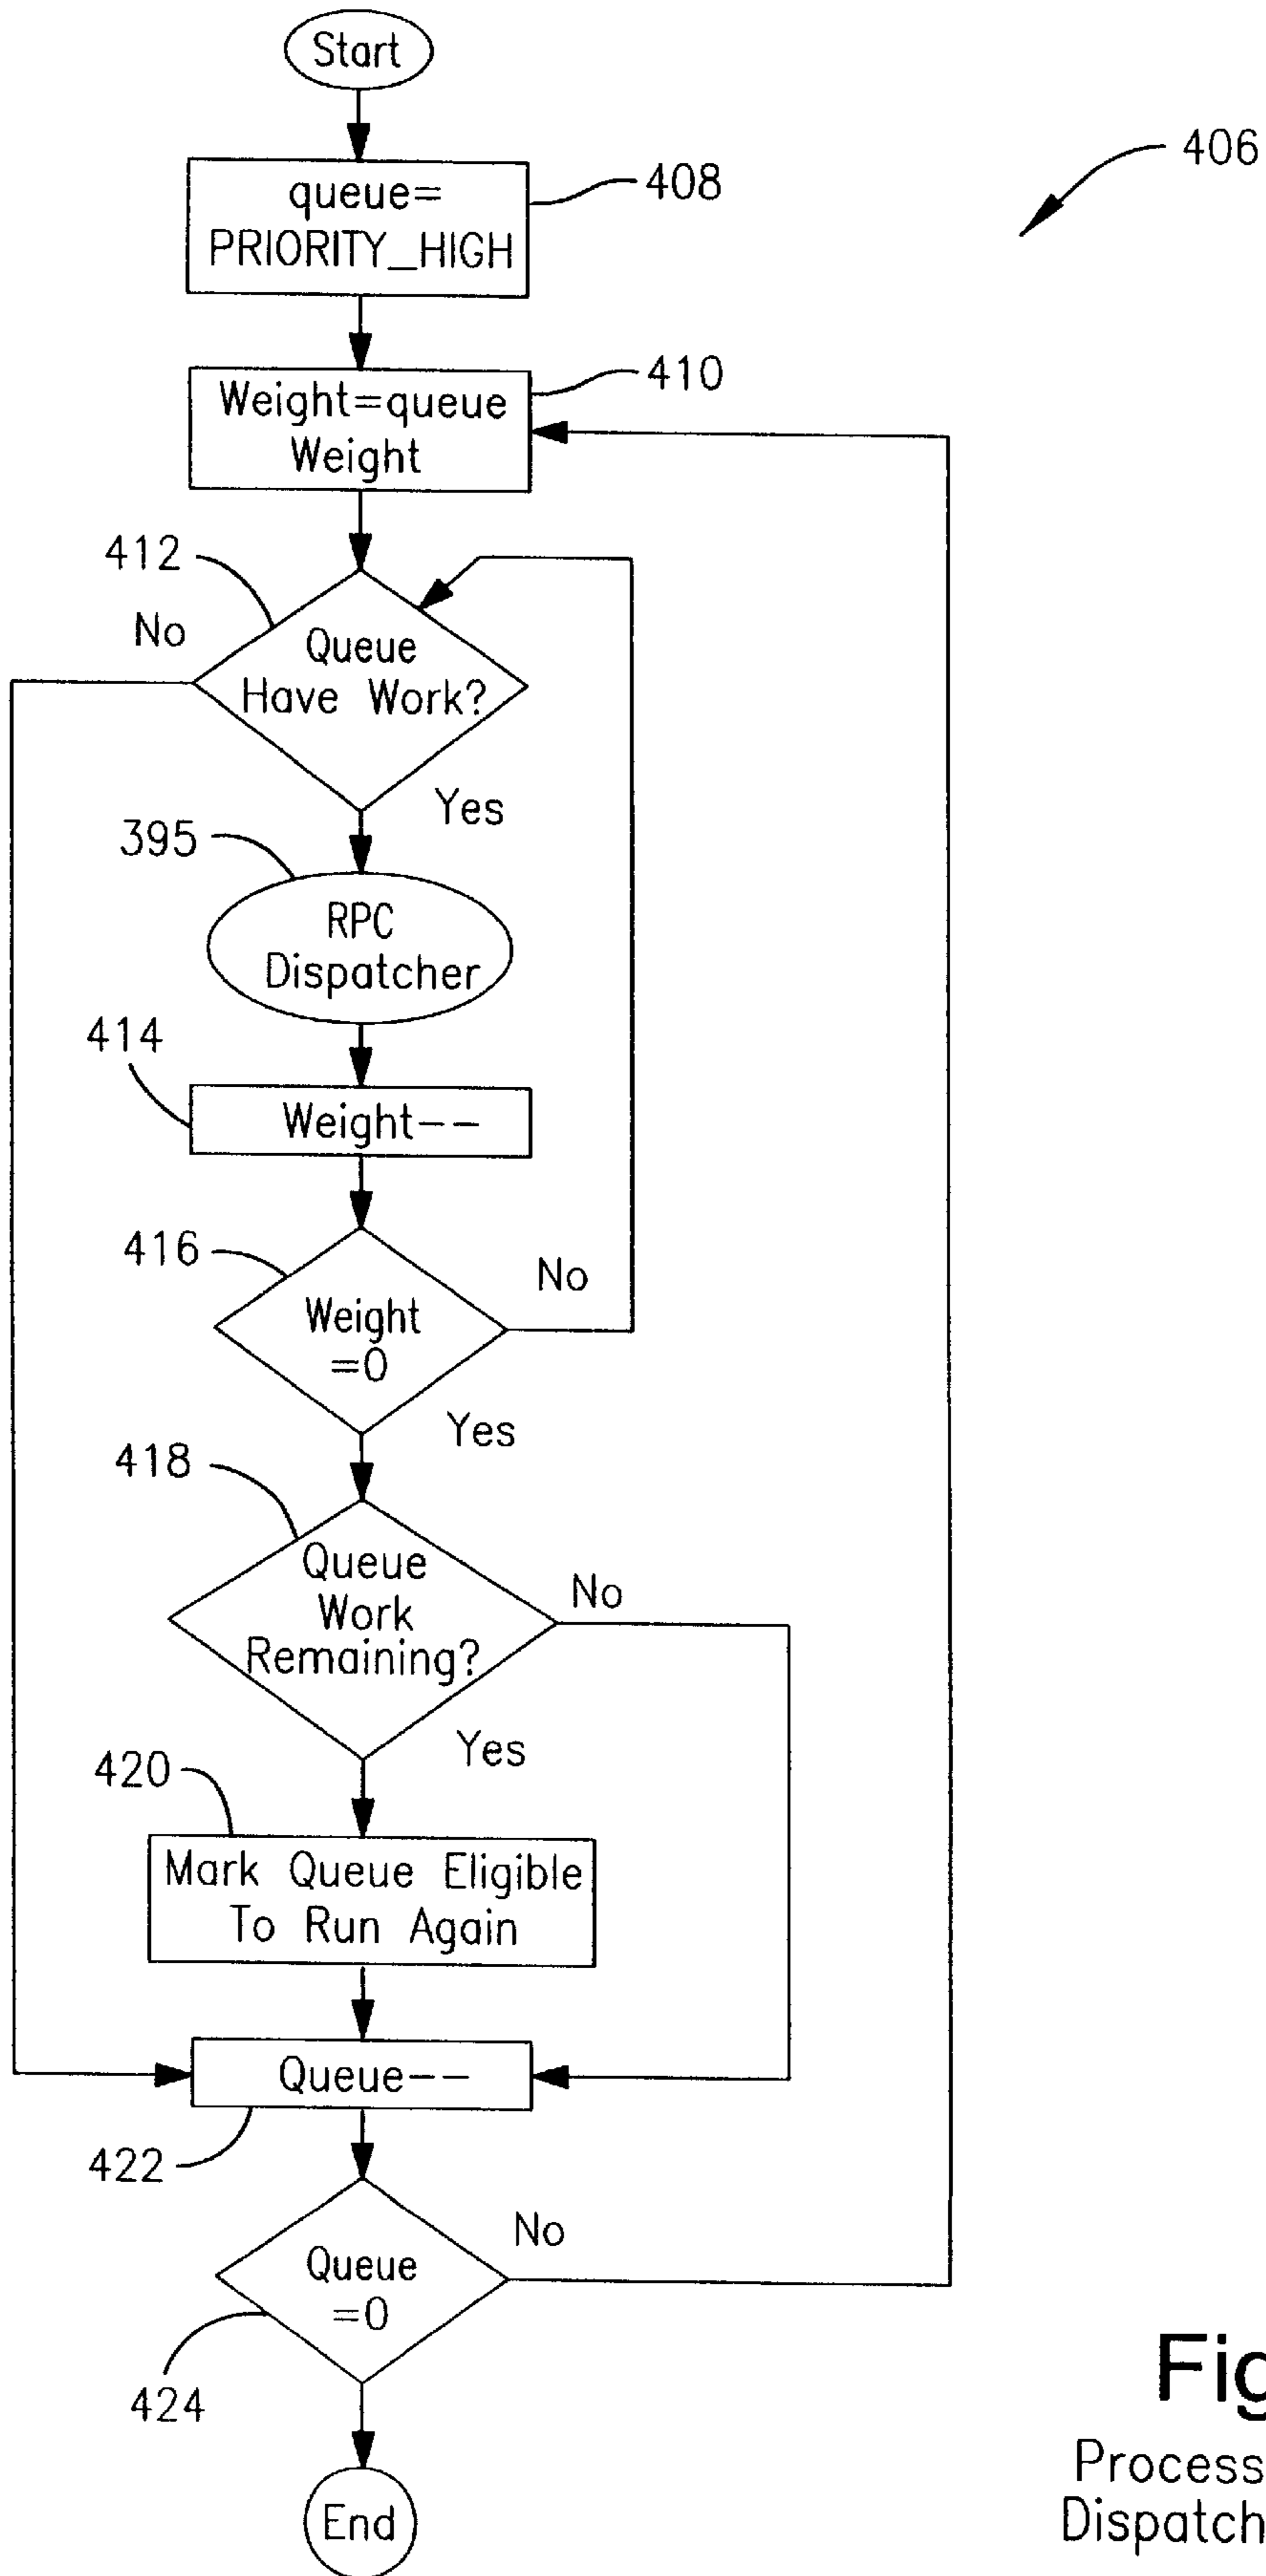 Start
406
queue=
PRIORITY_HIGH
408
Weight=queue
Weight
410
412
No
Queue
Have Work?
Yes
395
RPC
Dispatcher
414
Weight--
416
No
Weight
=0
Yes
418
Queue
Work
Remaining?
No
Yes
420
Mark Queue Eligible
To Run Again
Queue--
422
No
Queue
=0
424
End
Fig
Process
Dispatch